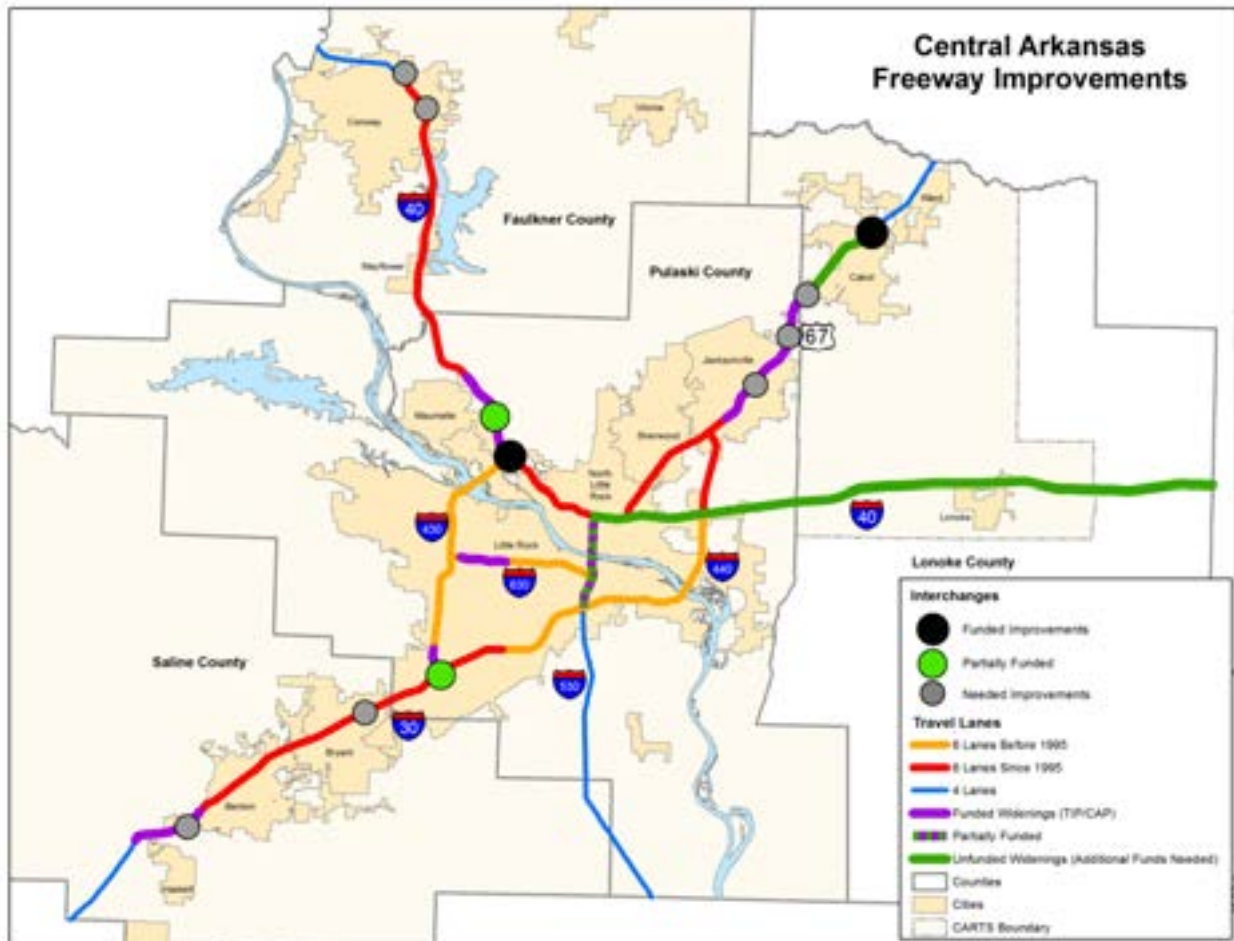 Central Arkansas
Freeway Improvements
Vilonia
Conway
Ward
40
Faulkner County
Mayflower
Cabot
Pulaski County
67
Jacksonville
Maumelle
Sherwood
North
Little
Rock
430
Little Rock
630
440
40
Lonoke
Lonoke County
Saline County
530
30
Bryant
Benton
Haskell
Interchanges
Funded Improvements
Partially Funded
Needed Improvements
Travel Lanes
6 Lanes Before 1995
6 Lanes Since 1995
4 Lanes
Funded Widenings (TIP/CAP)
Partially Funded
Unfunded Widenings (Additional Funds Needed)
Counties
Cities
CARTS Boundary